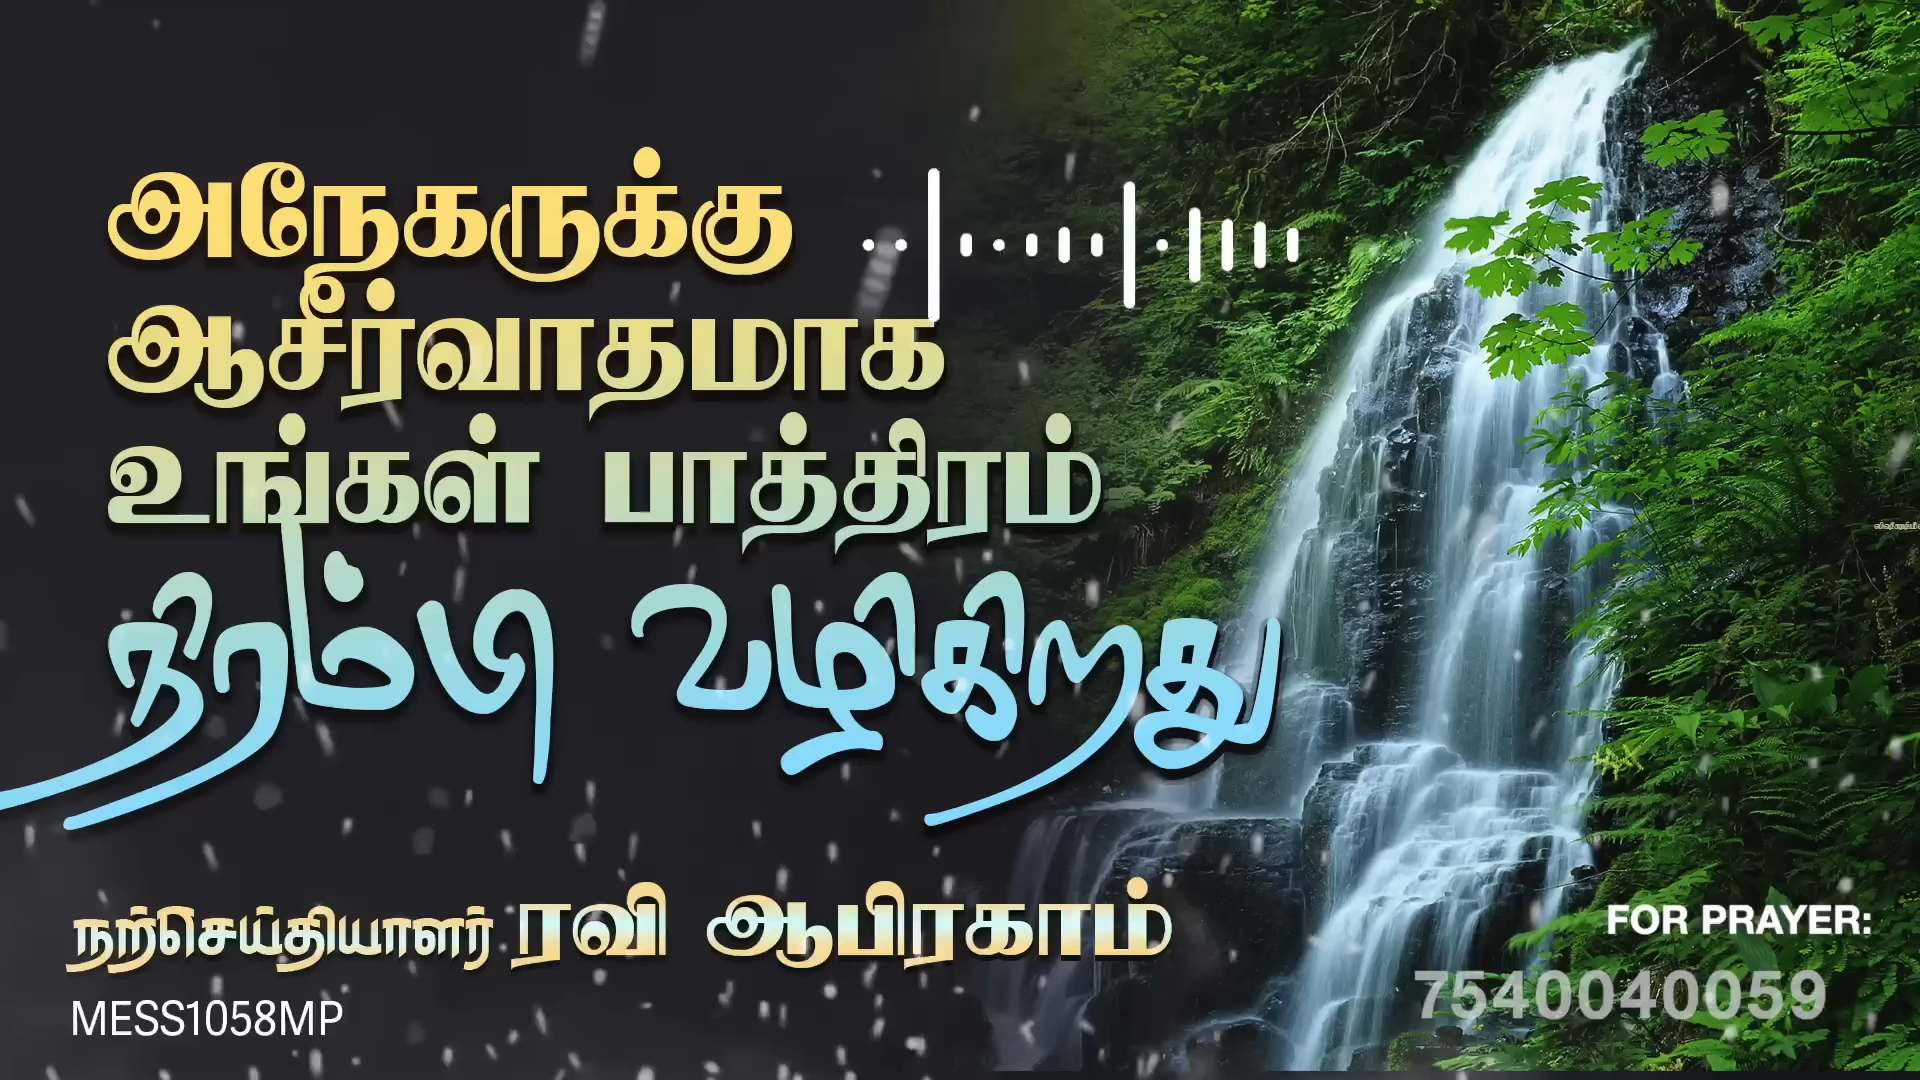 அநேகருக்கு
ஆசீர்வாதமாக
உங்கள் பாத்திரம்
நிரம்பி வழிகிறது
நற்செய்தியாளர் ரவி ஆபிரகாம்
MESS1058MP
FOR PRAYER:
7540040059